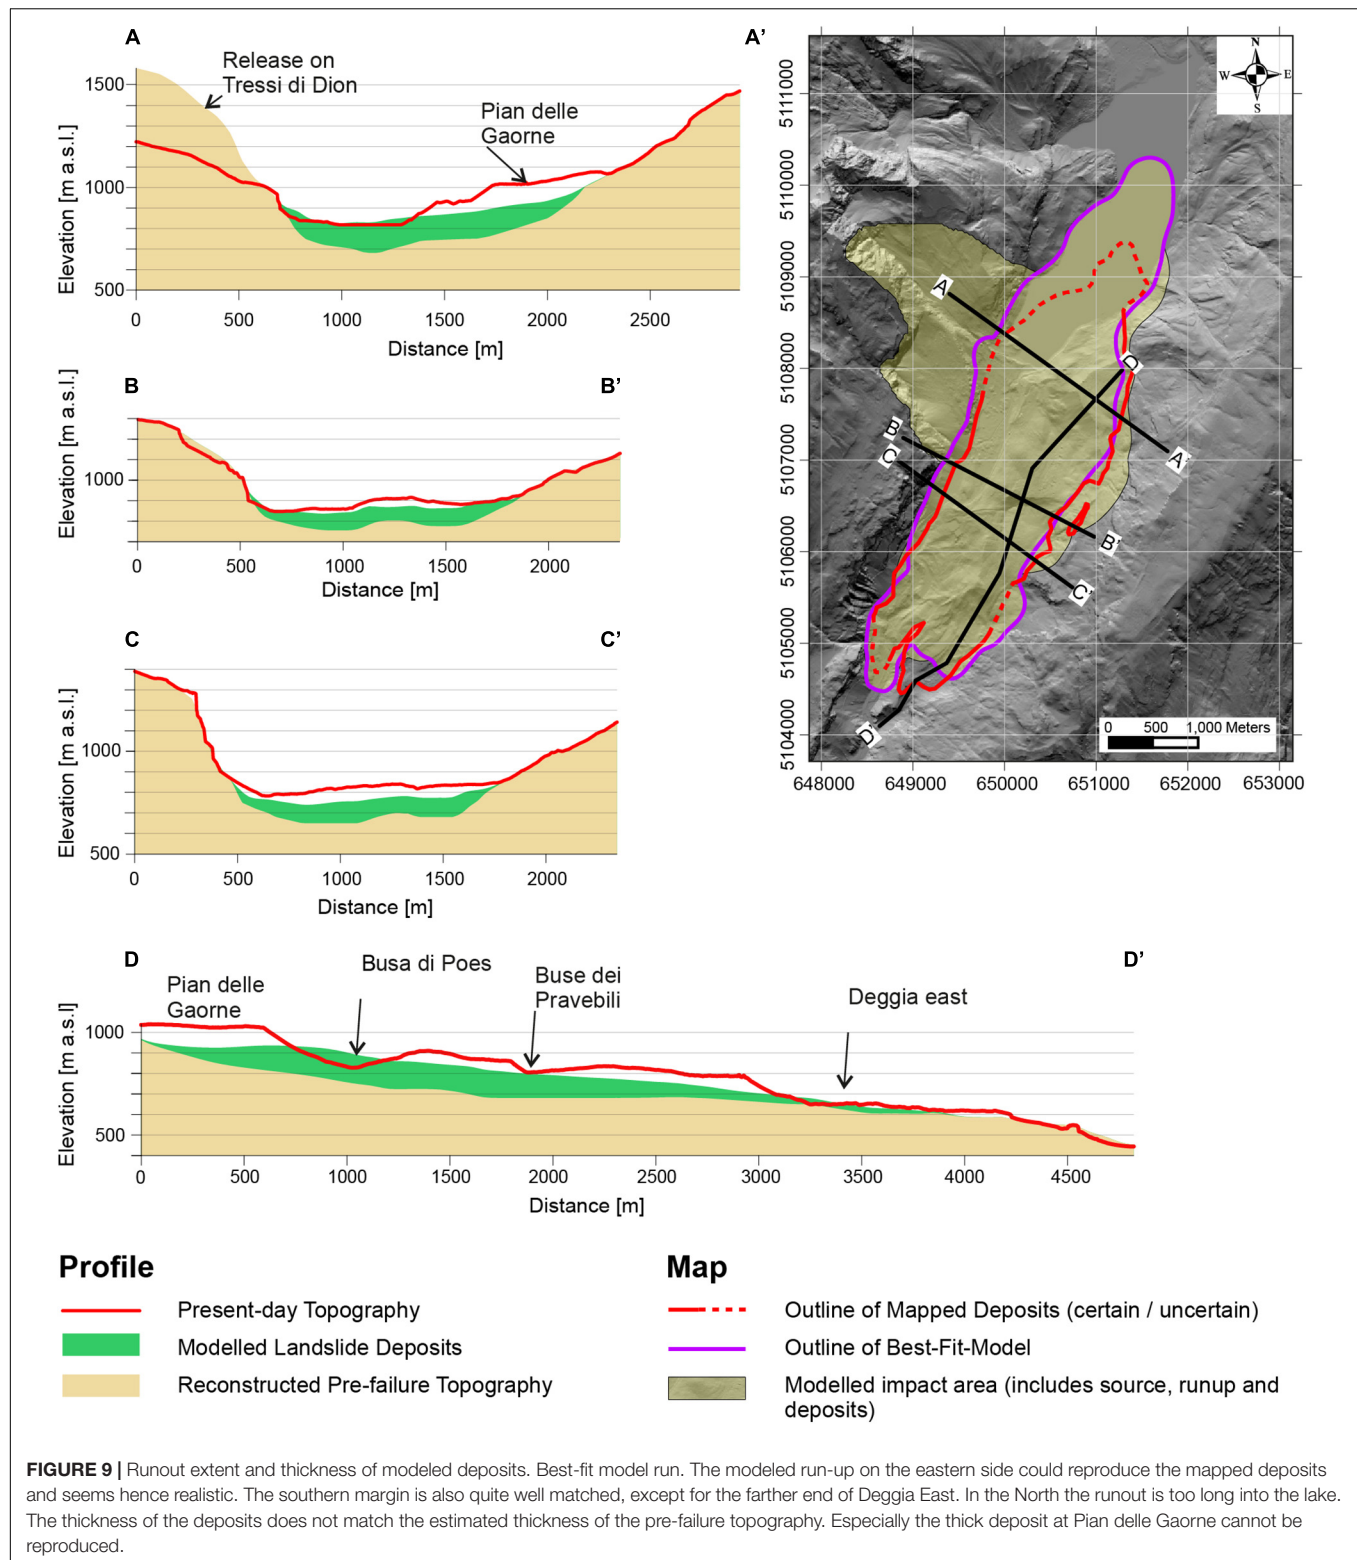 A
A’
Release on
Tressi di Dion
Pian delle
Gaorne
Elevation [m a.s.l.]
1500
1000
500
0
500
1000
1500
2000
2500
Distance [m]
B
B’
Elevation [m a.s.l.]
1000
0
500
1000
1500
2000
Distance [m]
C
C’
Elevation [m a.s.l.]
1000
500
0
500
1000
1500
2000
Distance [m]
N
W
E
S
5111000
5110000
5109000
5108000
5107000
5106000
5105000
5104000
A
D
B
C
A'
B'
C'
D'
0 500 1,000 Meters
648000 649000 650000 651000 652000 653000
D
D’
Pian delle
Gaorne
Busa di Poes
Buse dei
Pravebili
Deggia east
Elevation [m a.s.l]
1000
500
0
500
1000
1500
2000
2500
3000
3500
4000
4500
Distance [m]
Profile
Present-day Topography
Modelled Landslide Deposits
Reconstructed Pre-failure Topography
Map
Outline of Mapped Deposits (certain / uncertain)
Outline of Best-Fit-Model
Modelled impact area (includes source, runup and
deposits)
FIGURE 9 | Runout extent and thickness of modeled deposits. Best-fit model run. The modeled run-up on the eastern side could reproduce the mapped deposits
and seems hence realistic. The southern margin is also quite well matched, except for the farther end of Deggia East. In the North the runout is too long into the lake.
The thickness of the deposits does not match the estimated thickness of the pre-failure topography. Especially the thick deposit at Pian delle Gaorne cannot be
reproduced.